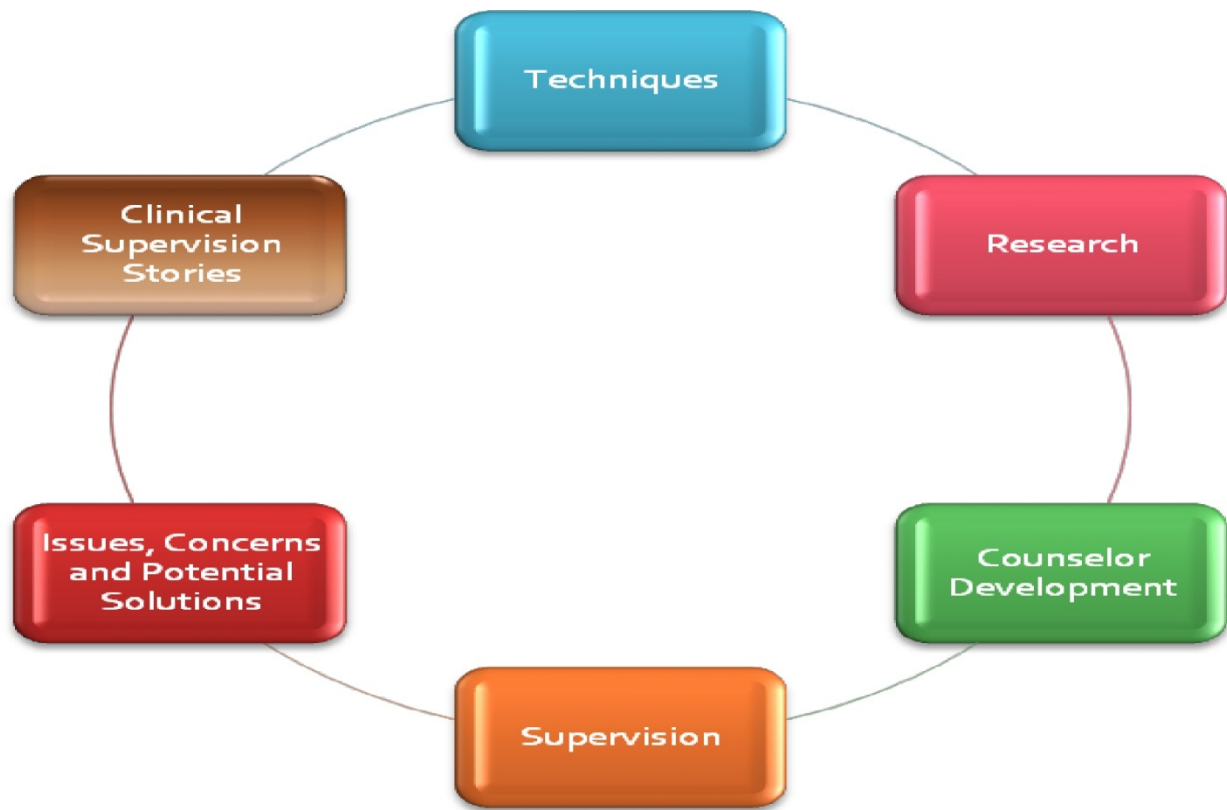 Techniques
Research
Counselor
Development
Supervision
Issues, Concerns
and Potential
Solutions
Clinical
Supervision
Stories